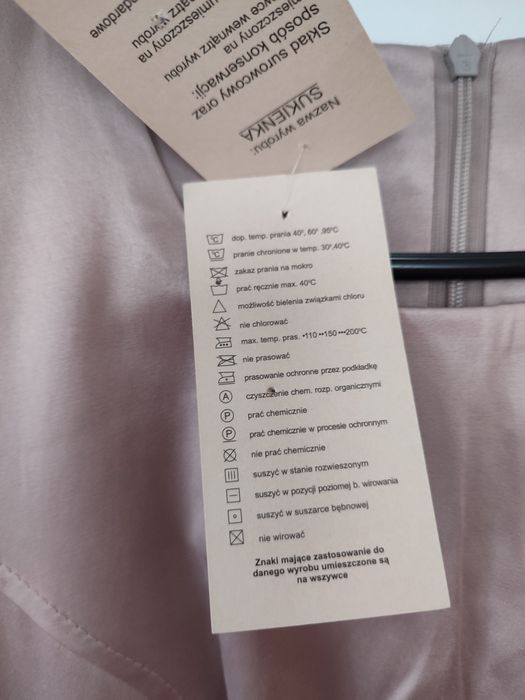 Nazwa wyrobu:
SUKIENKA
Skład surowcowy oraz
sposób konserwacji:
wewnątrz wyrobu
umieszczony na
dop. temp. prania 40°, 60°, 95°C
pranie chronione w temp. 30°,40°C
zakaz prania na mokro
prać ręcznie max. 40°C
możliwość bielenia związkami chloru
nie chlorować
max. temp. pras. •110 ••150 •••200°C
nie prasować
prasowanie ochronne przez podkładkę
czyszczenie chem. rozp. organicznymi
prać chemicznie
prać chemicznie w procesie ochronnym
nie prać chemicznie
suszyć w stanie rozwieszonym
suszyć w pozycji poziomej b. wirowania
suszyć w suszarce bębnowej
nie wirować
Znaki mające zastosowanie do
danego wyrobu umieszczone są
na wszywce